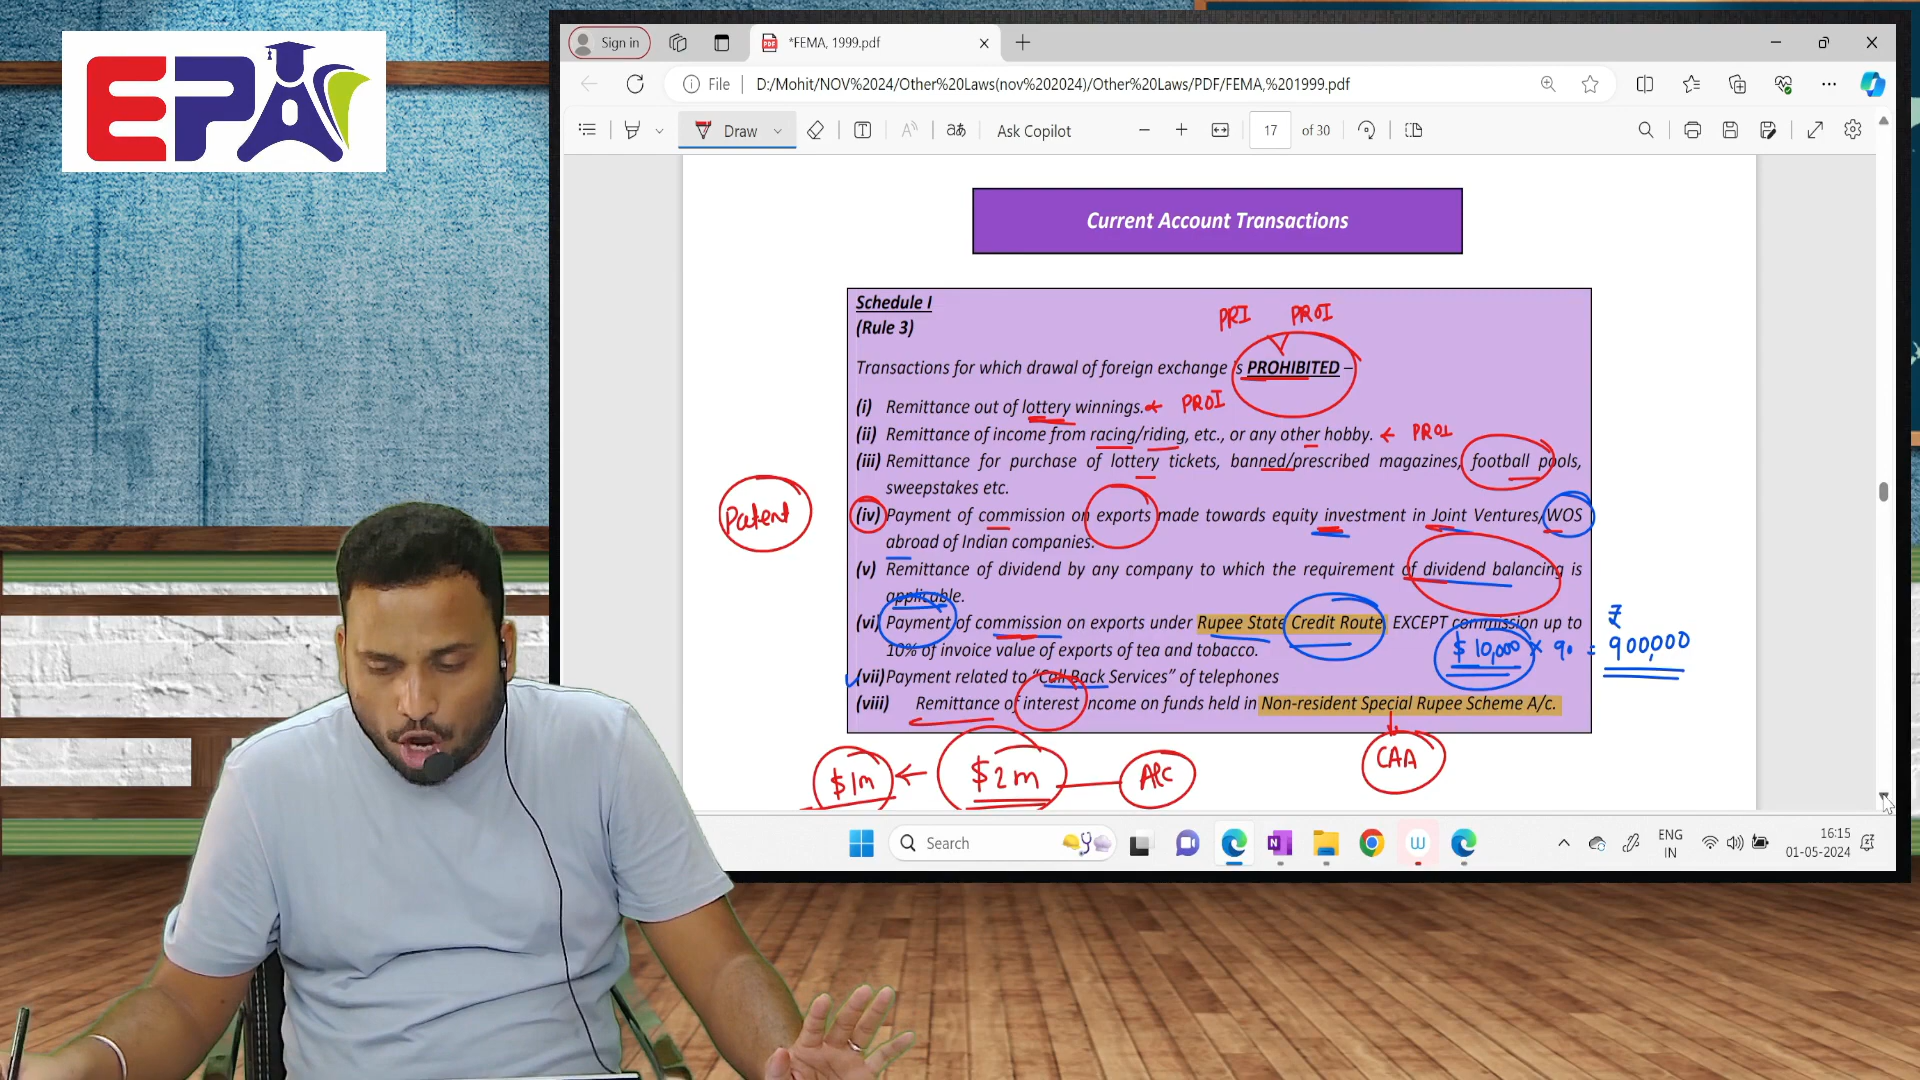 EPA
Sign in
*FEMA, 1999.pdf
File
D:/Mohit/NOV%2024/Other%20Laws(nov%202024)/Other%20Laws/PDF/FEMA,%201999.pdf
Draw
Ask Copilot
17 of 30
Current Account Transactions
Schedule I
PRI PROI
(Rule 3)
Transactions for which drawal of foreign exchange is PROHIBITED –
(i) Remittance out of lottery winnings. PROI
(ii) Remittance of income from racing/riding, etc., or any other hobby. PROI
(iii) Remittance for purchase of lottery tickets, banned/prescribed magazines, football pools,
sweepstakes etc.
Patent
(iv) Payment of commission on exports made towards equity investment in Joint Ventures/WOS
abroad of Indian companies.
(v) Remittance of dividend by any company to which the requirement of dividend balancing is
applicable.
(vi) Payment of commission on exports under Rupee State Credit Route EXCEPT commission up to
10% of invoice value of exports of tea and tobacco.
$ 10,000 × 90 = ₹ 900,000
(vii) Payment related to “Call Back Services” of telephones
(viii) Remittance of interest income on funds held in Non-resident Special Rupee Scheme A/c.
CAA
$1m ← $2m
Search
ENG
IN
16:15
01-05-2024